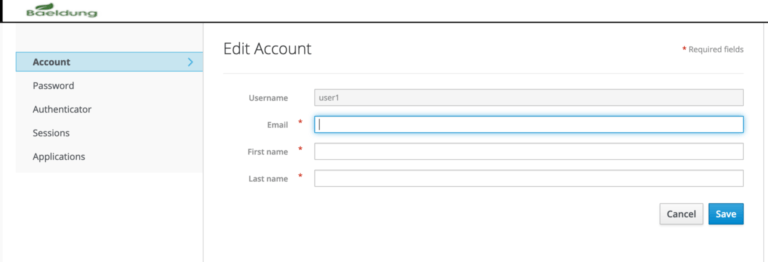 Baeldung
Edit Account
* Required fields
Account
Password
Authenticator
Sessions
Applications
Username user1
Email *
First name *
Last name *
Cancel Save